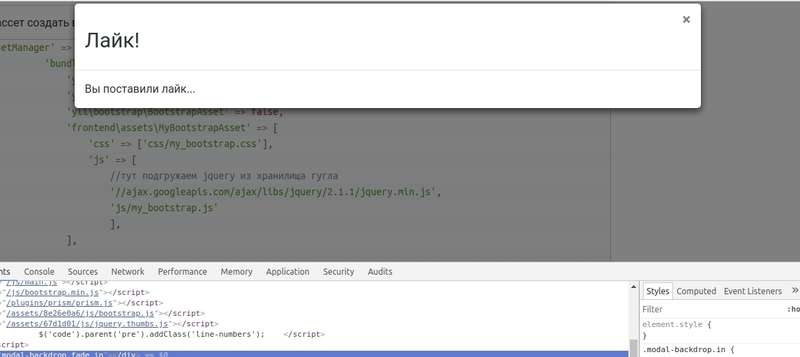 ×
Лайк!
Вы поставили лайк...
ассет создать
etManager' =>
'bund
'yii\bootstrap\BootstrapAsset' => false,
'frontend\assets\MyBootstrapAsset' => [
'css' => ['css/my_bootstrap.css'],
'js' => [
//тут подгружаем jquery из хранилища гугла
'//ajax.googleapis.com/ajax/libs/jquery/2.1.1/jquery.min.js',
'js/my_bootstrap.js'
],
],
nts Console Sources Network Performance Memory Application Security Audits
="/js/main.js"></script>
="/js/bootstrap.min.js"></script>
="/plugins/prism/prism.js"></script>
="/assets/8e26e0a6/js/bootstrap.js"></script>
="/assets/67d1d01/js/jquery.thumbs.js"></script>
$('code').parent('pre').addClass('line-numbers'); </script>
script>
"modal-backdrop fade in"></div> == $0
Styles Computed Event Listeners »
Filter :ho
element.style {
}
.modal-backdrop.in {